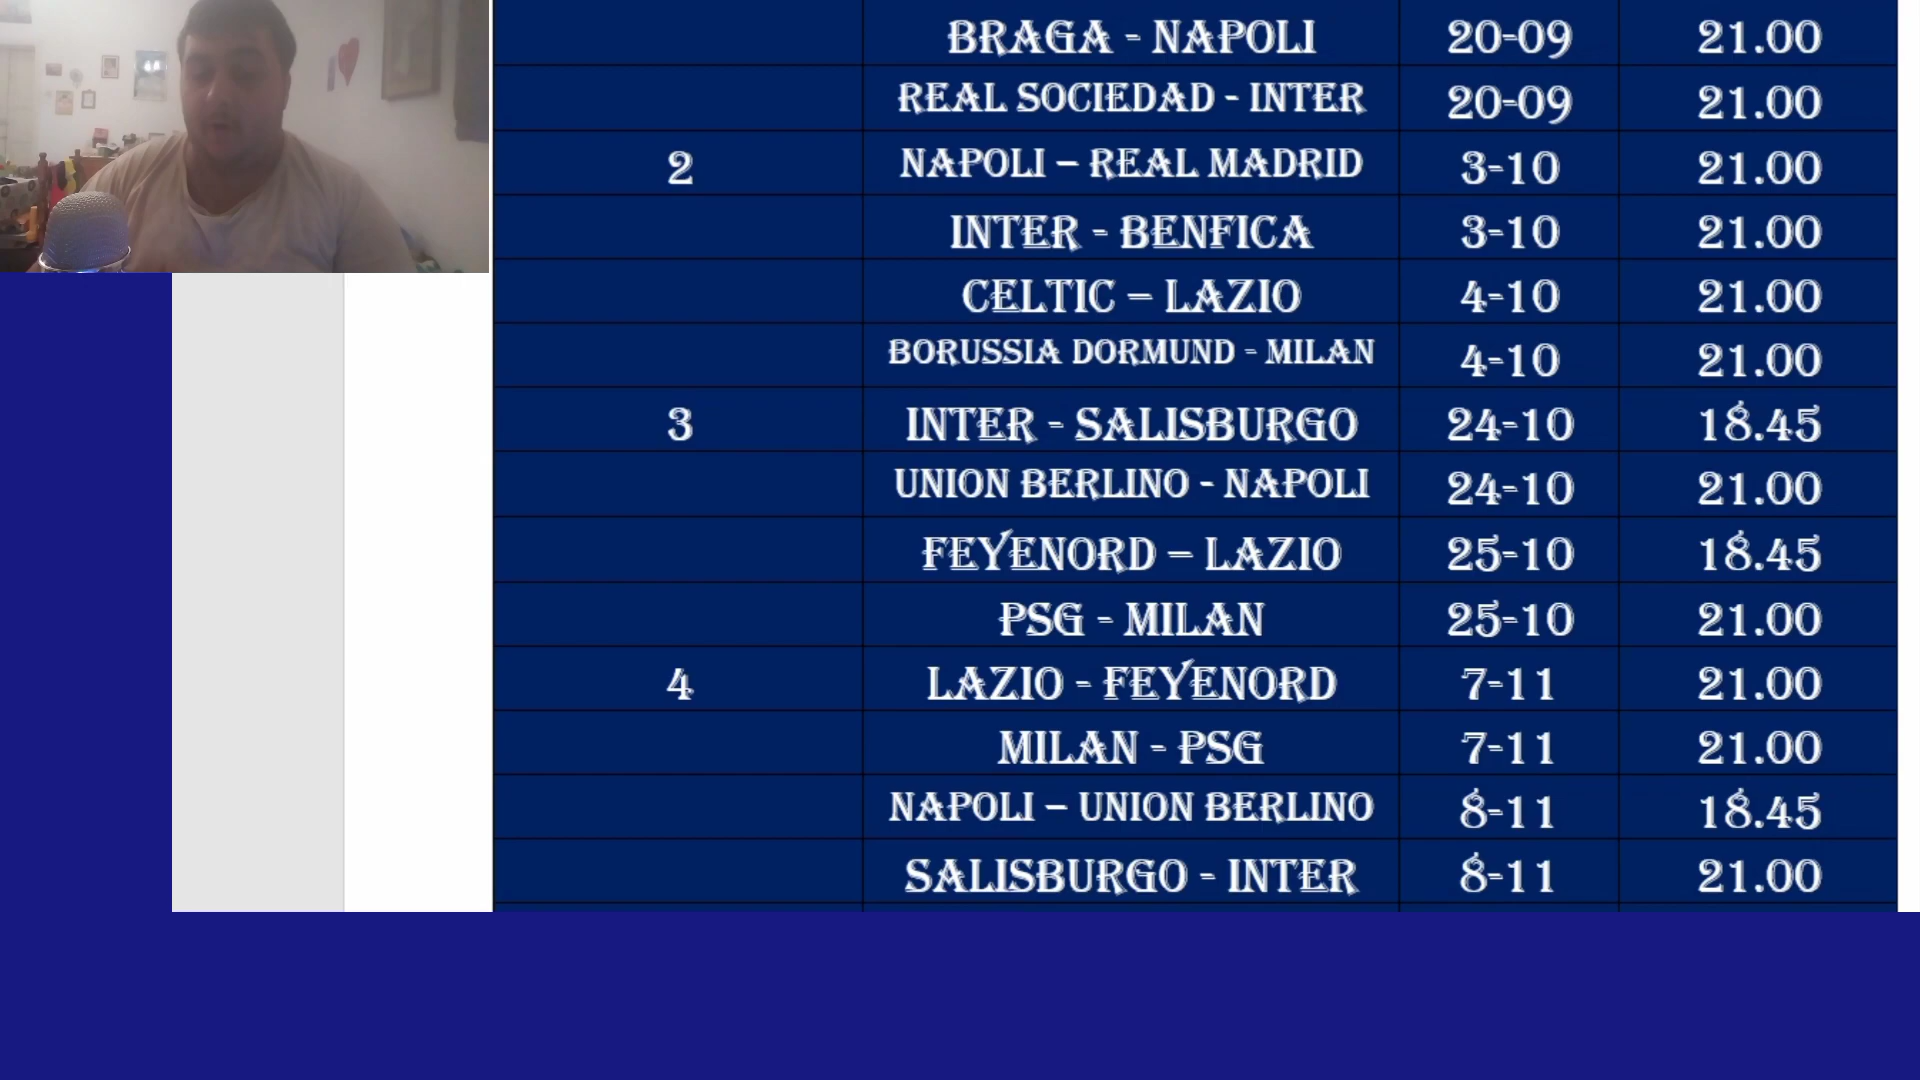 BRAGA - NAPOLI 20-09 21.00
REAL SOCIEDAD - INTER 20-09 21.00
2 NAPOLI – REAL MADRID 3-10 21.00
INTER - BENFICA 3-10 21.00
CELTIC – LAZIO 4-10 21.00
BORUSSIA DORMUND - MILAN 4-10 21.00
3 INTER - SALISBURGO 24-10 18.45
UNION BERLINO - NAPOLI 24-10 21.00
FEYENORD – LAZIO 25-10 18.45
PSG - MILAN 25-10 21.00
4 LAZIO - FEYENORD 7-11 21.00
MILAN - PSG 7-11 21.00
NAPOLI – UNION BERLINO 8-11 18.45
SALISBURGO - INTER 8-11 21.00